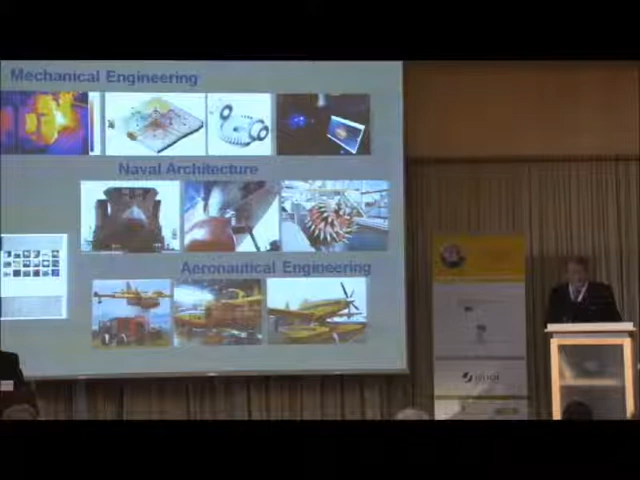 Mechanical Engineering
Naval Architecture
Aeronautical Engineering